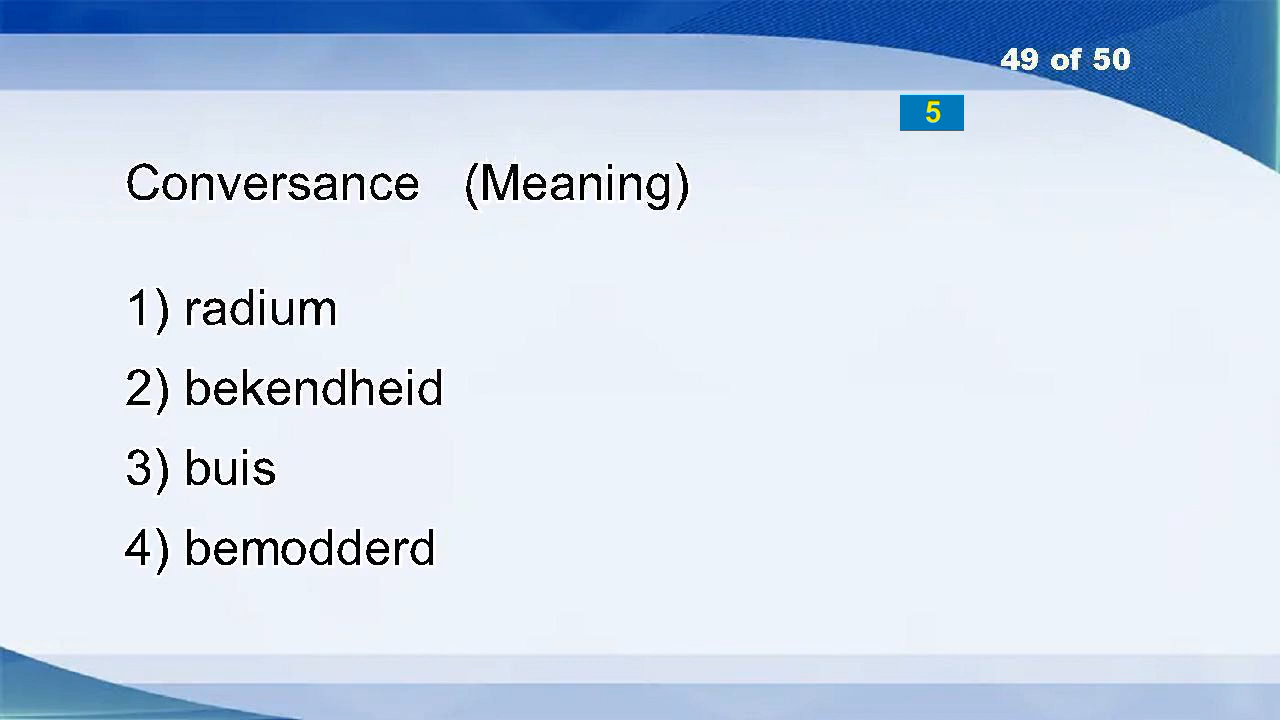 49 of 50
5
Conversance (Meaning)
1) radium
2) bekendheid
3) buis
4) bemodderd